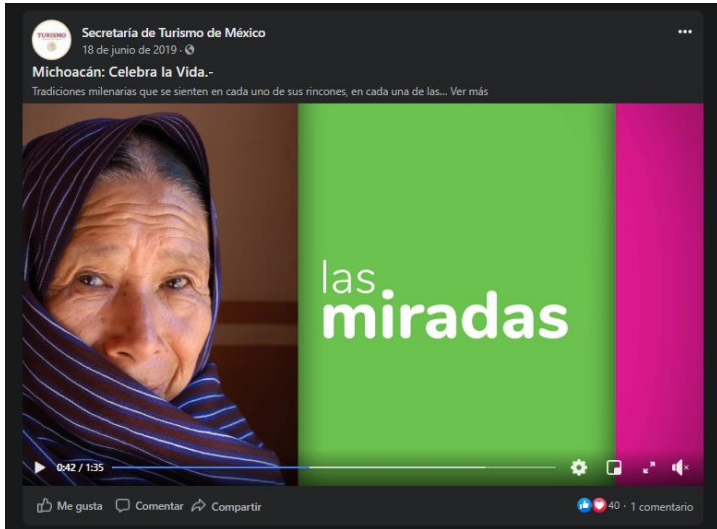 TURISMO
Secretaría de Turismo de México
18 de junio de 2019 ·
Michoacán: Celebra la Vida.-
Tradiciones milenarias que se sienten en cada uno de sus rincones, en cada una de las... Ver más
las
miradas
0:42 / 1:35
Me gusta Comentar Compartir 40 · 1 comentario